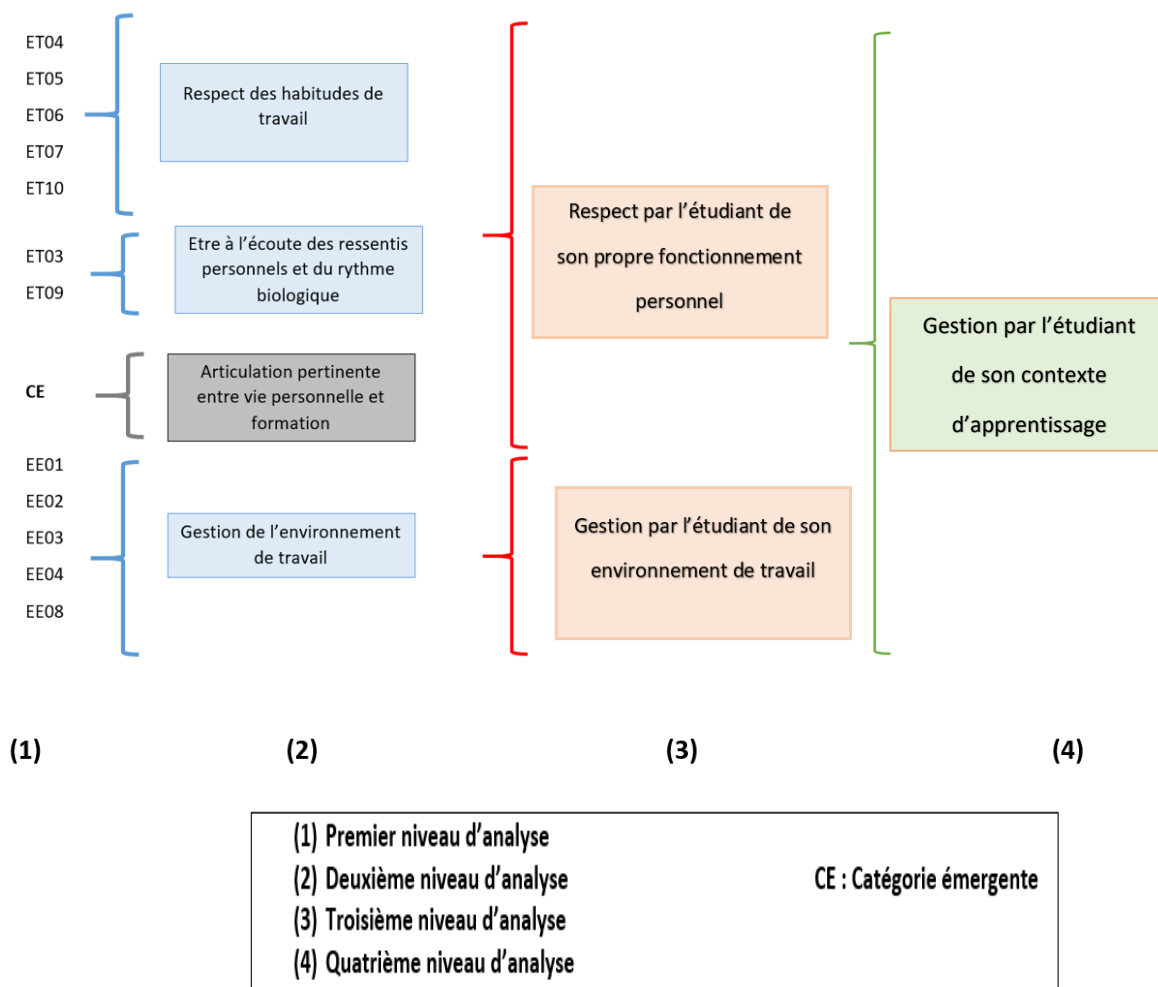 ET04
ET05
ET06
ET07
ET10
Respect des habitudes de
travail
ET03
ET09
Etre à l’écoute des ressentis
personnels et du rythme
biologique
CE
Articulation pertinente
entre vie personnelle et
formation
EE01
EE02
EE03
EE04
EE08
Gestion de l’environnement
de travail
Respect par l’étudiant de
son propre fonctionnement
personnel
Gestion par l’étudiant de son
environnement de travail
Gestion par l’étudiant
de son contexte
d’apprentissage
(1)
(2)
(3)
(4)
(1) Premier niveau d’analyse
(2) Deuxième niveau d’analyse
(3) Troisième niveau d’analyse
(4) Quatrième niveau d’analyse
CE : Catégorie émergente